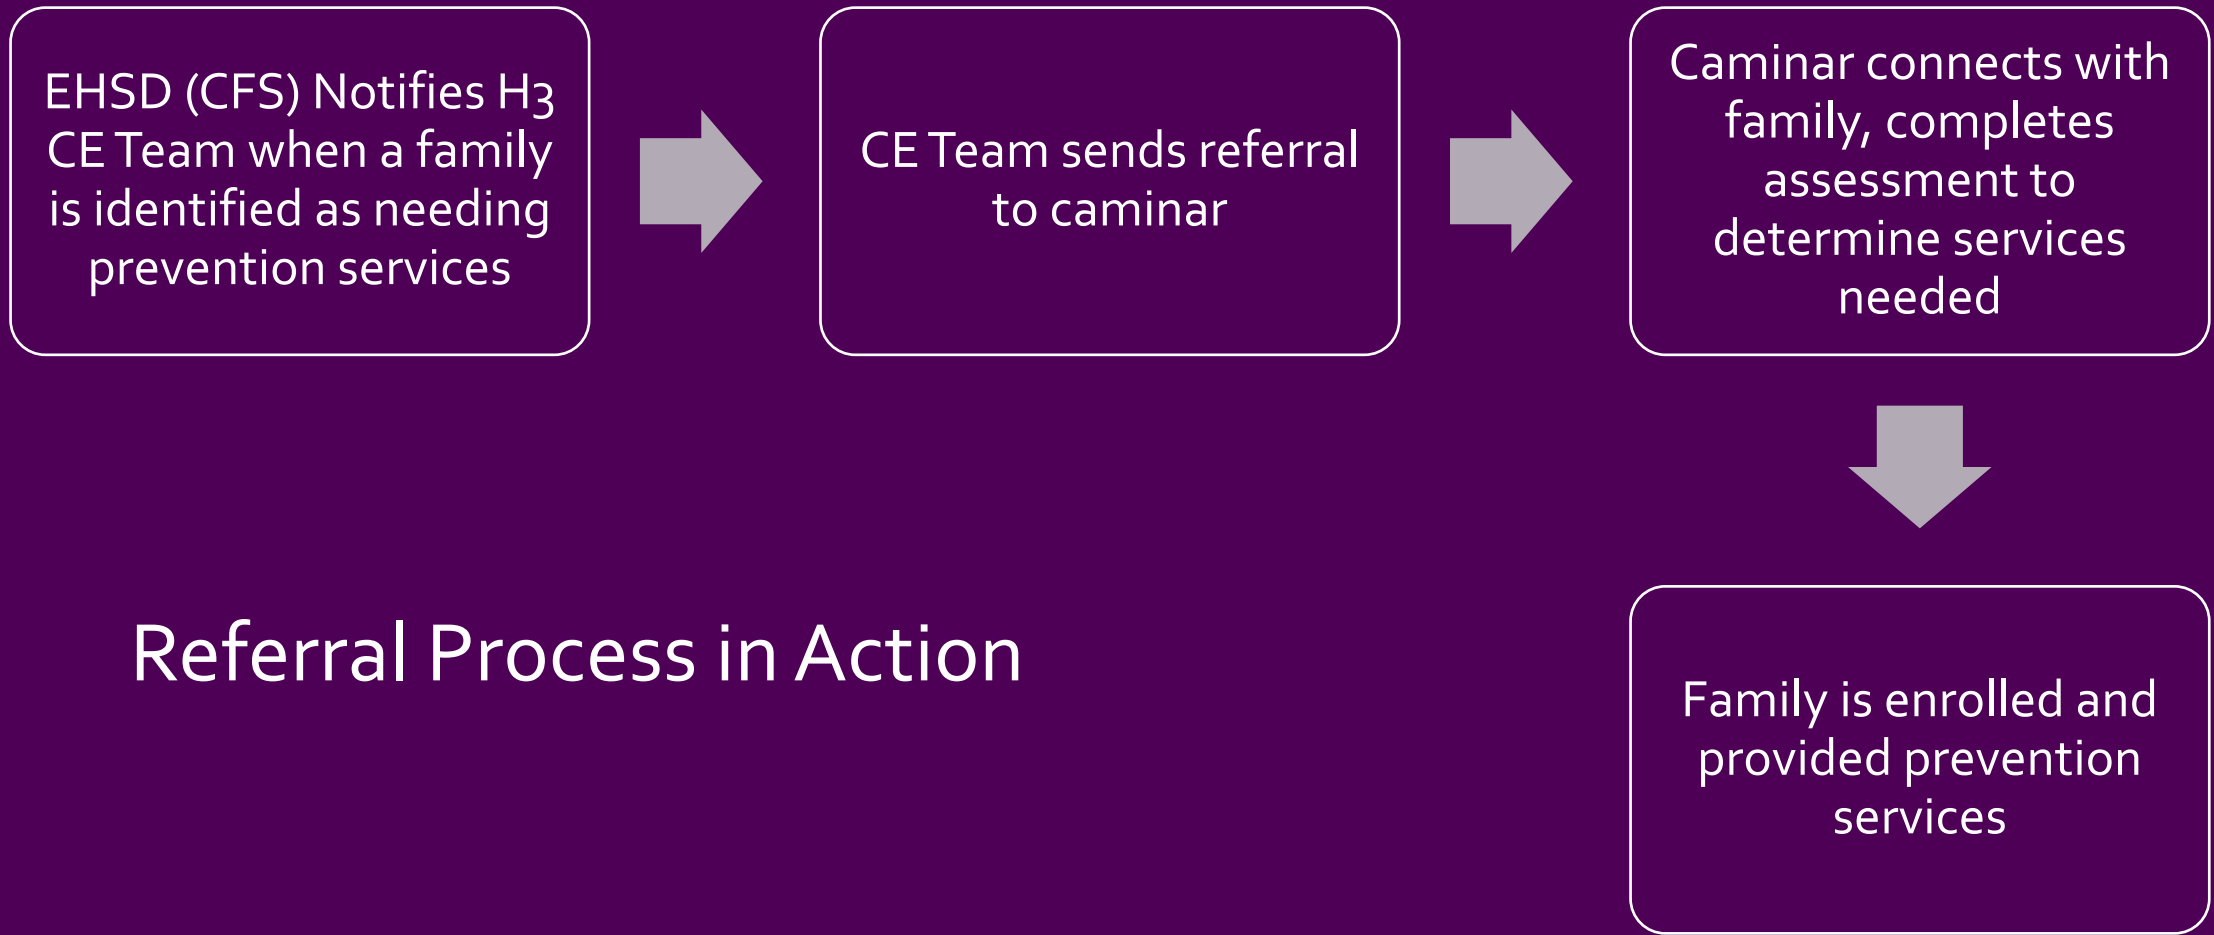 EHSD (CFS) Notifies H3
CE Team when a family
is identified as needing
prevention services
CE Team sends referral
to caminar
Caminar connects with
family, completes
assessment to
determine services
needed
Family is enrolled and
provided prevention
services
Referral Process in Action